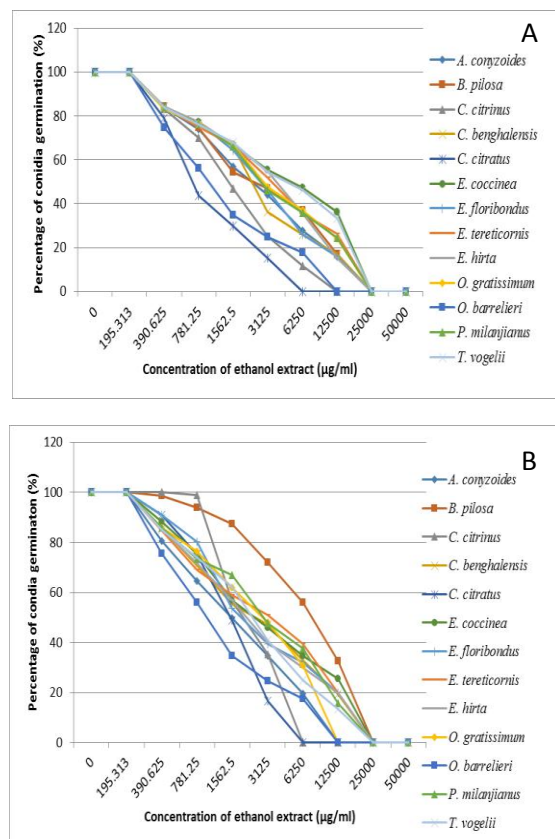 A
120
100
80
60
40
20
0
Percentage of conidia germination (%)
0
195.313
390.625
781.25
1562.5
3125
6250
12500
25000
50000
Concentration of ethanol extract (µg/ml)
A. conyzoides
B. pilosa
C. citrinus
C. benghalensis
C. citratus
E. coccinea
E. floribondus
E. tereticornis
E. hirta
O. gratissimum
O. barrelieri
P. milanjianus
T. vogelii
B
120
100
80
60
40
20
0
Percentage of condia germinaton (%)
0
195.313
390.625
781.25
1562.5
3125
6250
12500
25000
50000
Concentration of ethanol extract (µg/ml)
A. conyzoides
B. pilosa
C. citrinus
C. benghalensis
C. citratus
E. coccinea
E. floribondus
E. tereticornis
E. hirta
O. gratissimum
O. barrelieri
P. milanjianus
T. vogelii